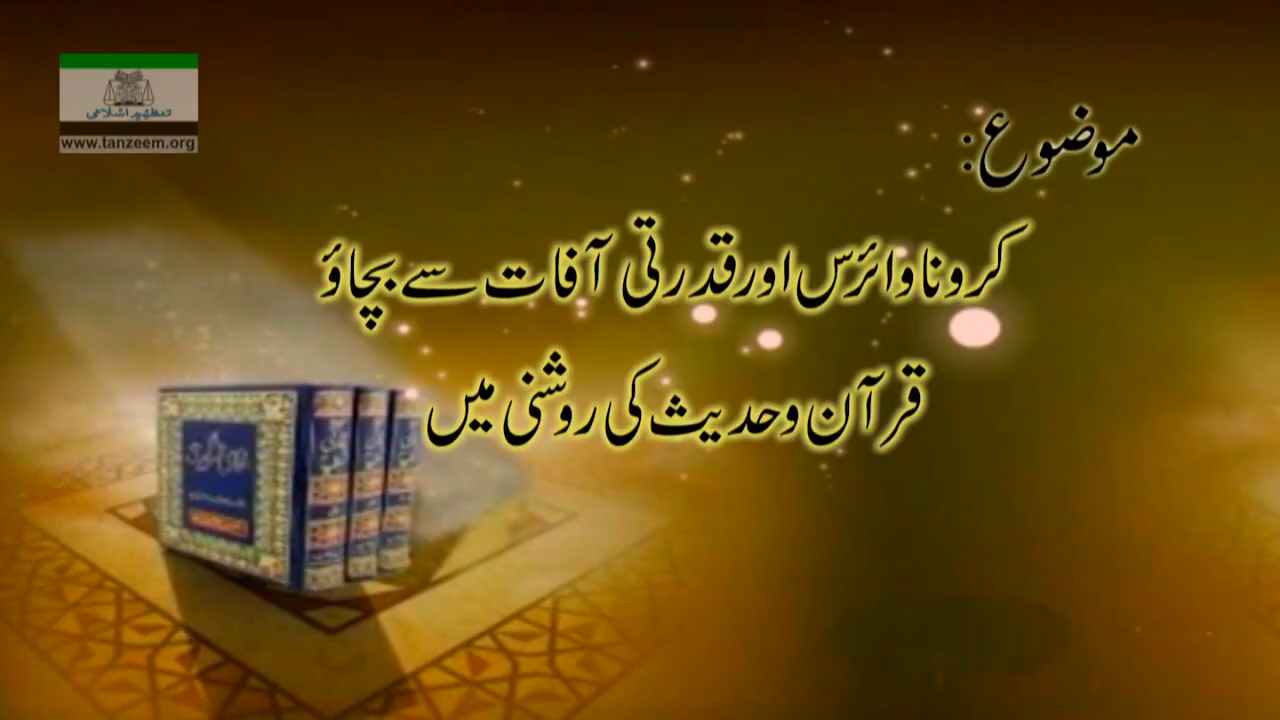 موضوع:
کرونا وائرس اور قدرتی آفات سے بچاؤ
قرآن و حدیث کی روشنی میں
تنظیم اسلامی
www.tanzeem.org